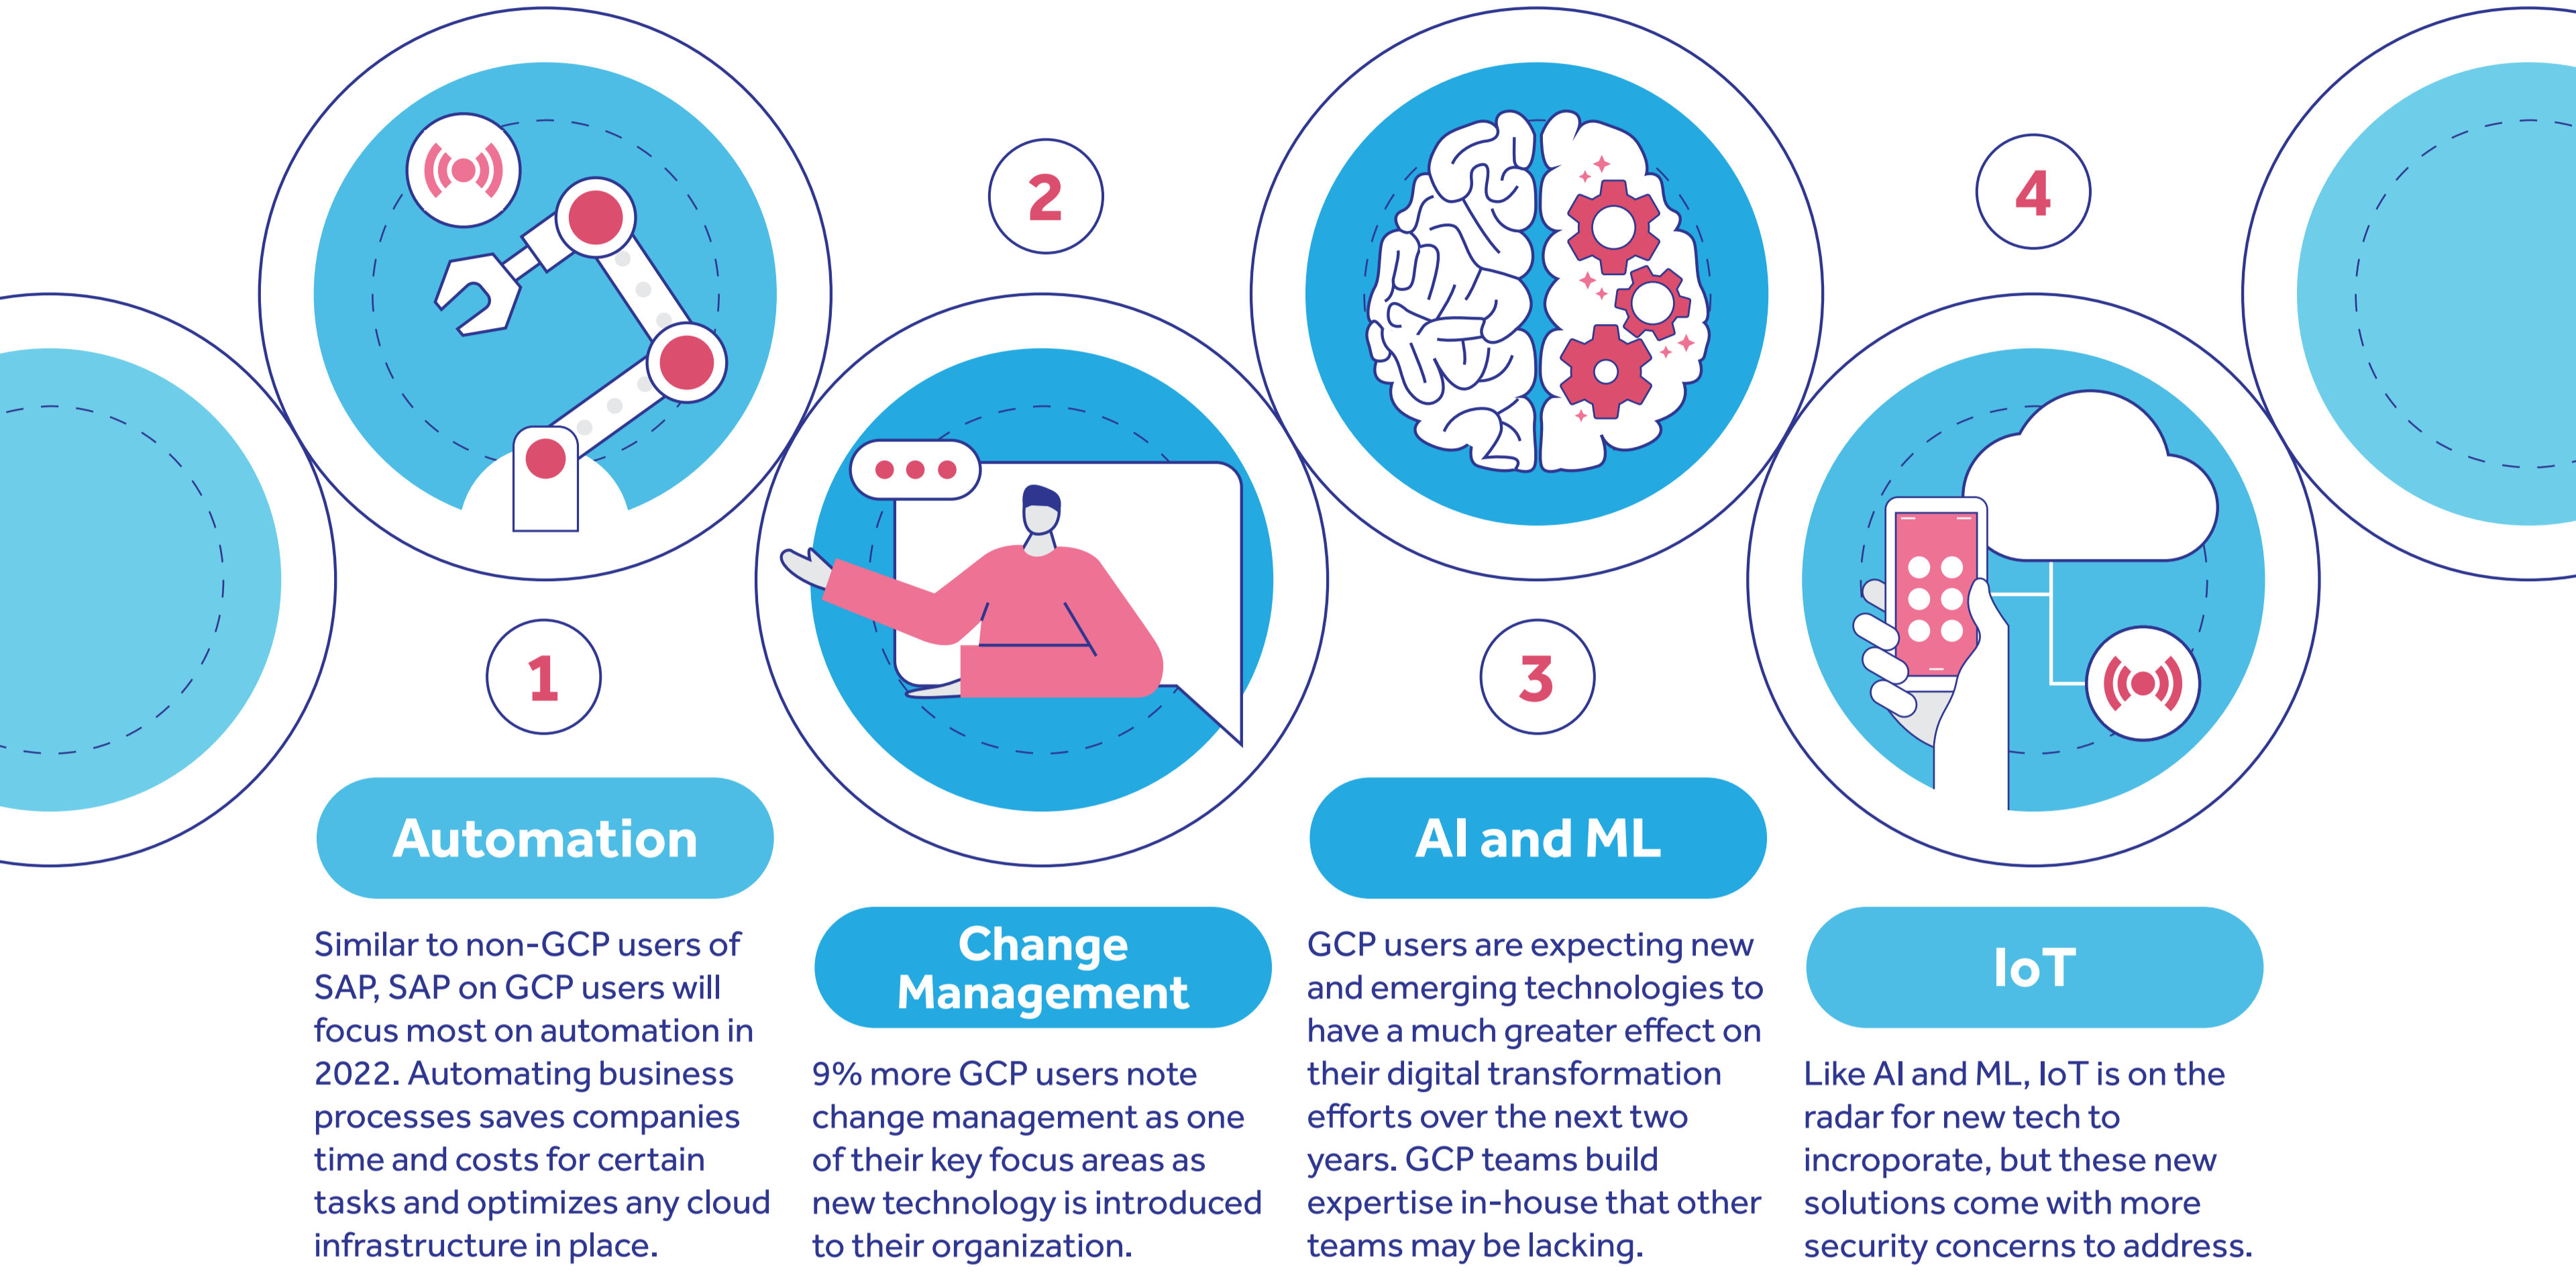 1
Automation
Similar to non-GCP users of
SAP, SAP on GCP users will
focus most on automation in
2022. Automating business
processes saves companies
time and costs for certain
tasks and optimizes any cloud
infrastructure in place.
2
Change
Management
9% more GCP users note
change management as one
of their key focus areas as
new technology is introduced
to their organization.
3
AI and ML
GCP users are expecting new
and emerging technologies to
have a much greater effect on
their digital transformation
efforts over the next two
years. GCP teams build
expertise in-house that other
teams may be lacking.
4
IoT
Like AI and ML, IoT is on the
radar for new tech to
incroporate, but these new
solutions come with more
security concerns to address.